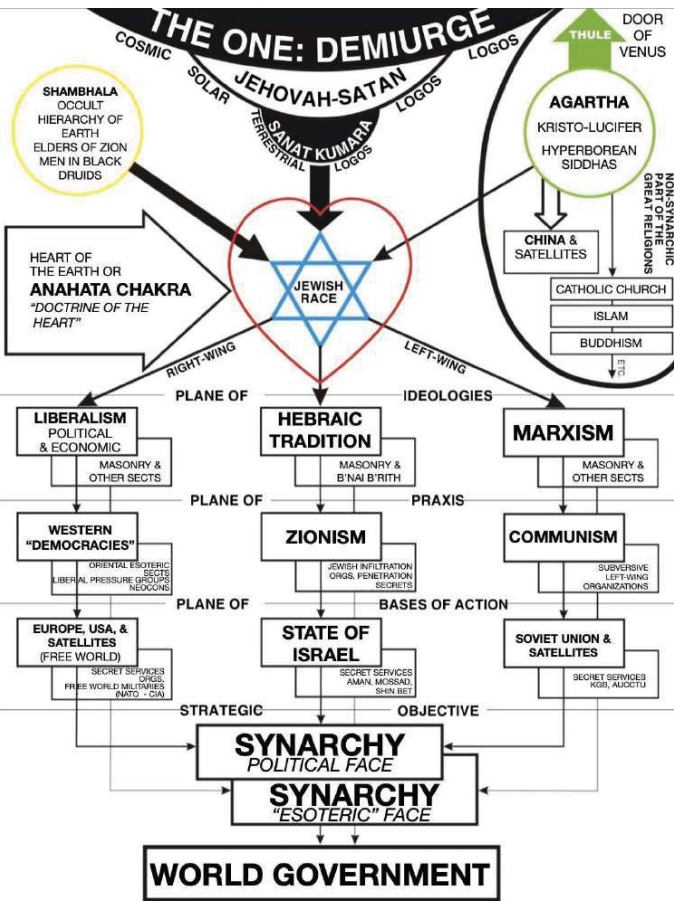 THE ONE: DEMIURGE
COSMIC
LOGOS
JEHOVAH-SATAN
SOLAR
LOGOS
SANAT KUMARA
TERRESTRIAL
LOGOS
SHAMBHALA
OCCULT
HIERARCHY OF
EARTH
ELDERS OF ZION
MEN IN BLACK
DRUIDS
THULE
DOOR
OF
VENUS
AGARTHA
KRISTO-LUCIFER
HYPERBOREAN
SIDDHAS
NON-SYNARCHIC
PART OF THE
GREAT RELIGIONS
CHINA &
SATELLITES
CATHOLIC CHURCH
ISLAM
BUDDHISM
ETC.
HEART OF
THE EARTH OR
ANAHATA CHAKRA
"DOCTRINE OF THE
HEART"
JEWISH
RACE
RIGHT-WING
LEFT-WING
PLANE OF IDEOLOGIES
LIBERALISM
POLITICAL
& ECONOMIC
MASONRY &
OTHER SECTS
HEBRAIC
TRADITION
MASONRY &
B'NAI B'RITH
MARXISM
MASONRY &
OTHER SECTS
PLANE OF PRAXIS
WESTERN
"DEMOCRACIES"
ORIENTAL ESOTERIC
SECTS
LIBERIAL PRESSURE GROUPS
NEOCONS
ZIONISM
JEWISH INFILTRATION
ORGS, PENETRATION
SECRETS
COMMUNISM
SUBVERSIVE
LEFT-WING
ORGANIZATIONS
PLANE OF BASES OF ACTION
EUROPE, USA, &
SATELLITES
(FREE WORLD)
SECRET SERVICES
ORGS.
FREE WORLD MILITARIES
(NATO - CIA)
STATE OF
ISRAEL
SECRET SERVICES
AMAN, MOSSAD,
SHIN BET
SOVIET UNION &
SATELLITES
SECRET SERVICES
KGB, AUCCTU
STRATEGIC OBJECTIVE
SYNARCHY
POLITICAL FACE
SYNARCHY
"ESOTERIC" FACE
WORLD GOVERNMENT